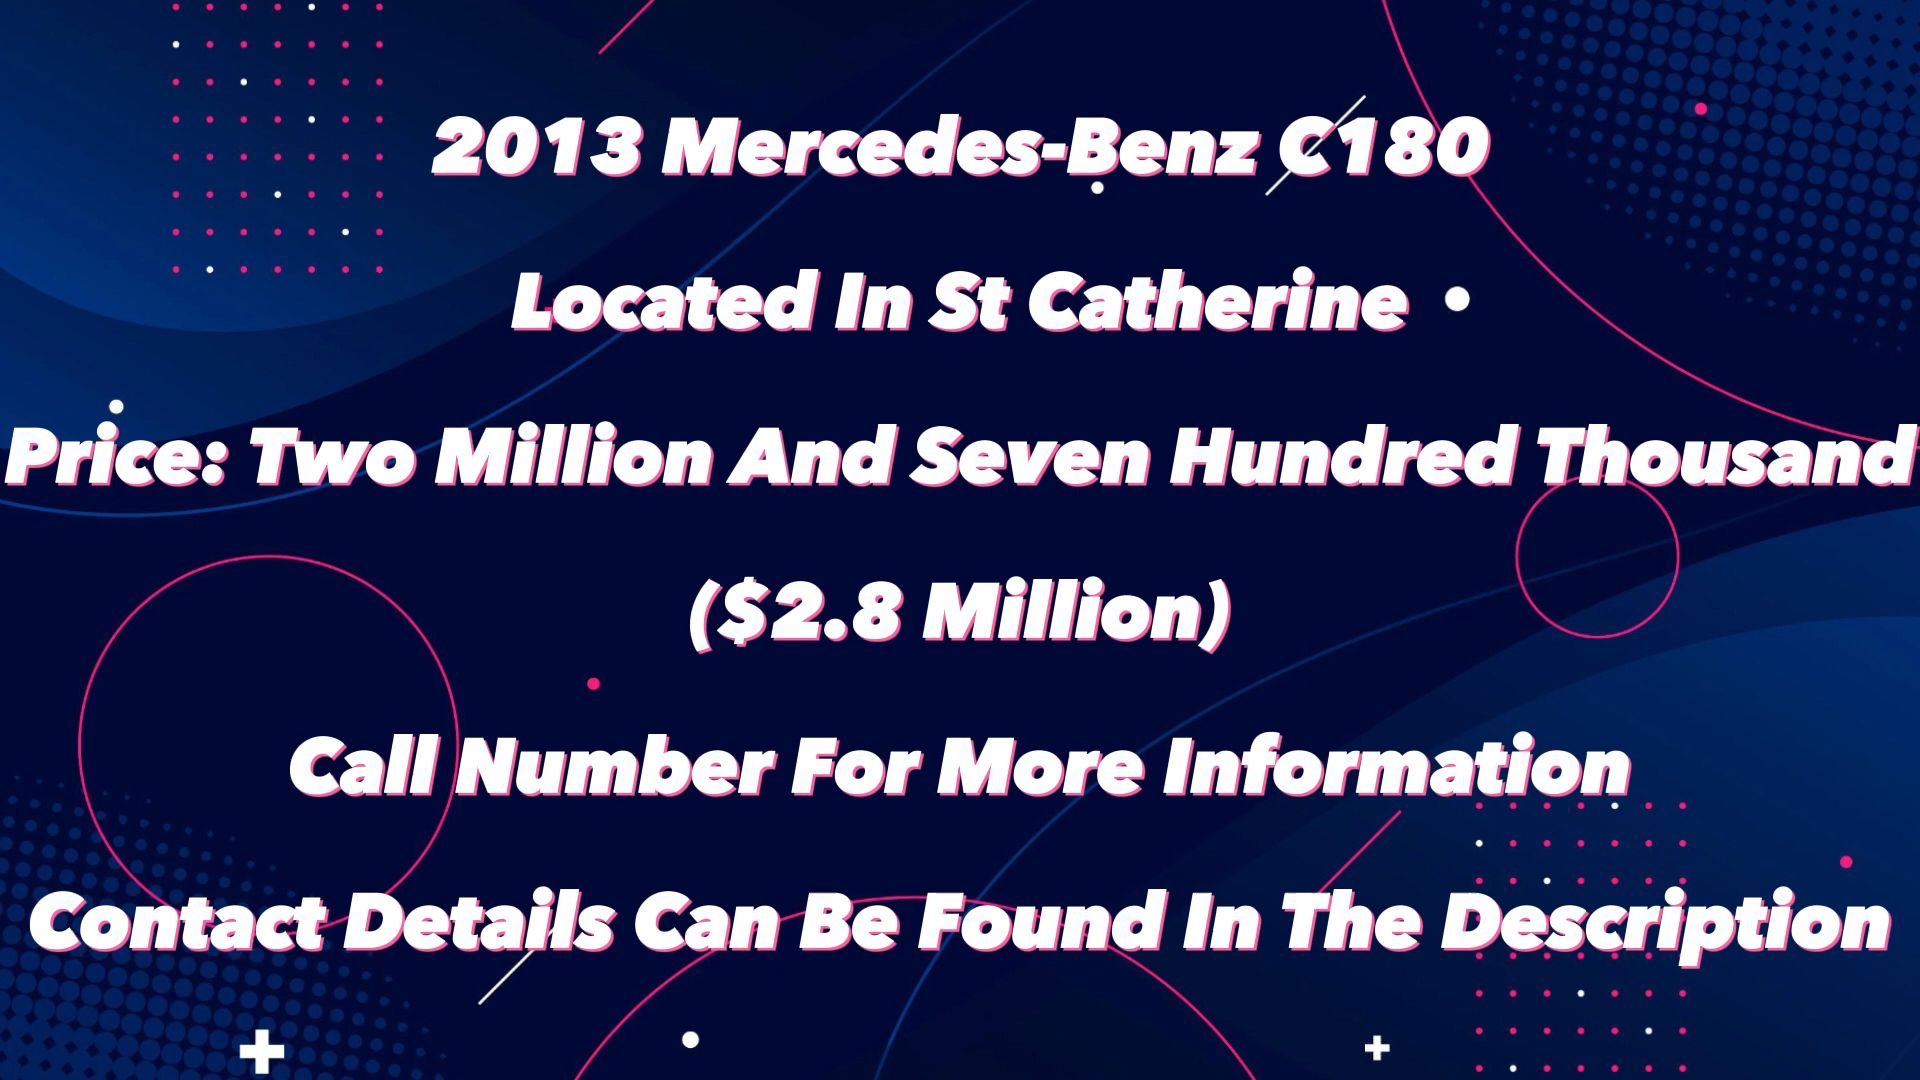 2013 Mercedes-Benz C180
Located In St Catherine
Price: Two Million And Seven Hundred Thousand
($2.8 Million)
Call Number For More Information
Contact Details Can Be Found In The Description